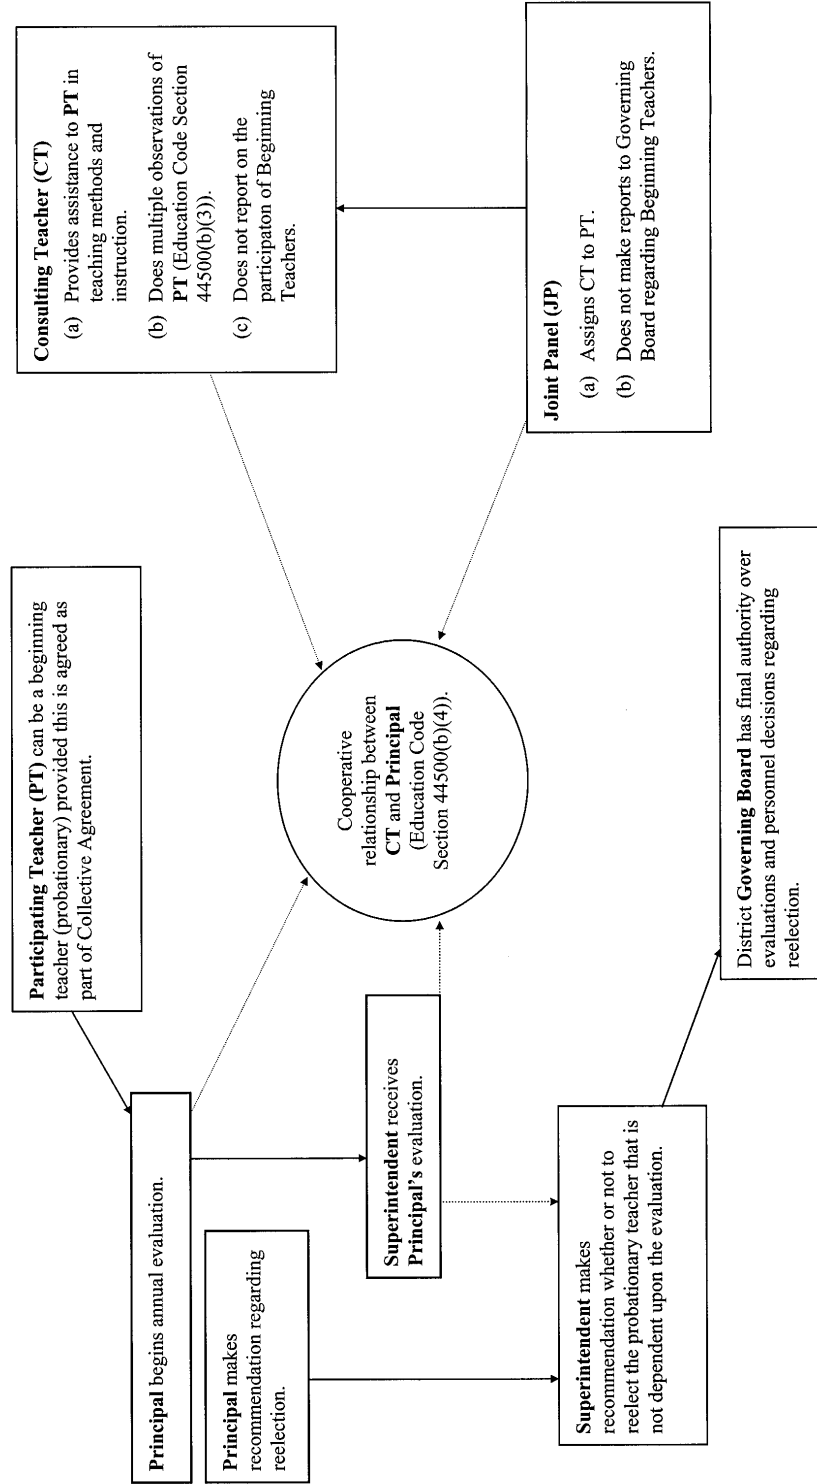 Participating Teacher (PT) can be a beginning
teacher (probationary) provided this is agreed as
part of Collective Agreement.
Consulting Teacher (CT)
(a) Provides assistance to PT in
teaching methods and
instruction.
(b) Does multiple observations of
PT (Education Code Section
44500(b)(3)).
(c) Does not report on the
participaton of Beginning
Teachers.
Principal begins annual evaluation.
Principal makes
recommendation regarding
reelection.
Cooperative
relationship between
CT and Principal
(Education Code
Section 44500(b)(4)).
Superintendent receives
Principal's evaluation.
Joint Panel (JP)
(a) Assigns CT to PT.
(b) Does not make reports to Governing
Board regarding Beginning Teachers.
Superintendent makes
recommendation whether or not to
reelect the probationary teacher that is
not dependent upon the evaluation.
District Governing Board has final authority over
evaluations and personnel decisions regarding
reelection.